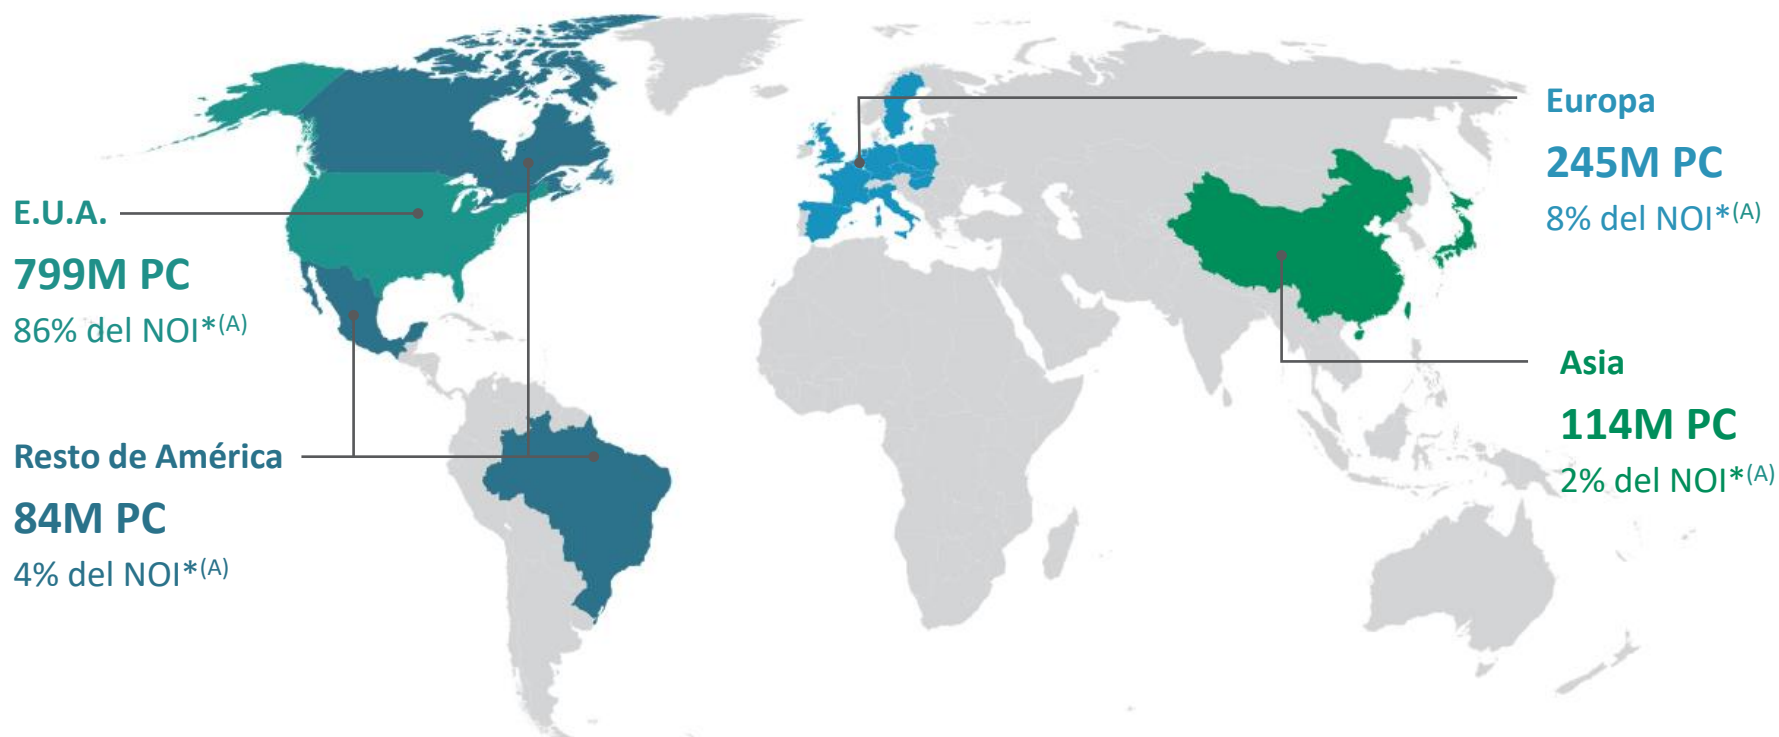 E.U.A.
799M PC
86% del NOI*(A)
Resto de América
84M PC
4% del NOI*(A)
Europa
245M PC
8% del NOI*(A)
Asia
114M PC
2% del NOI*(A)